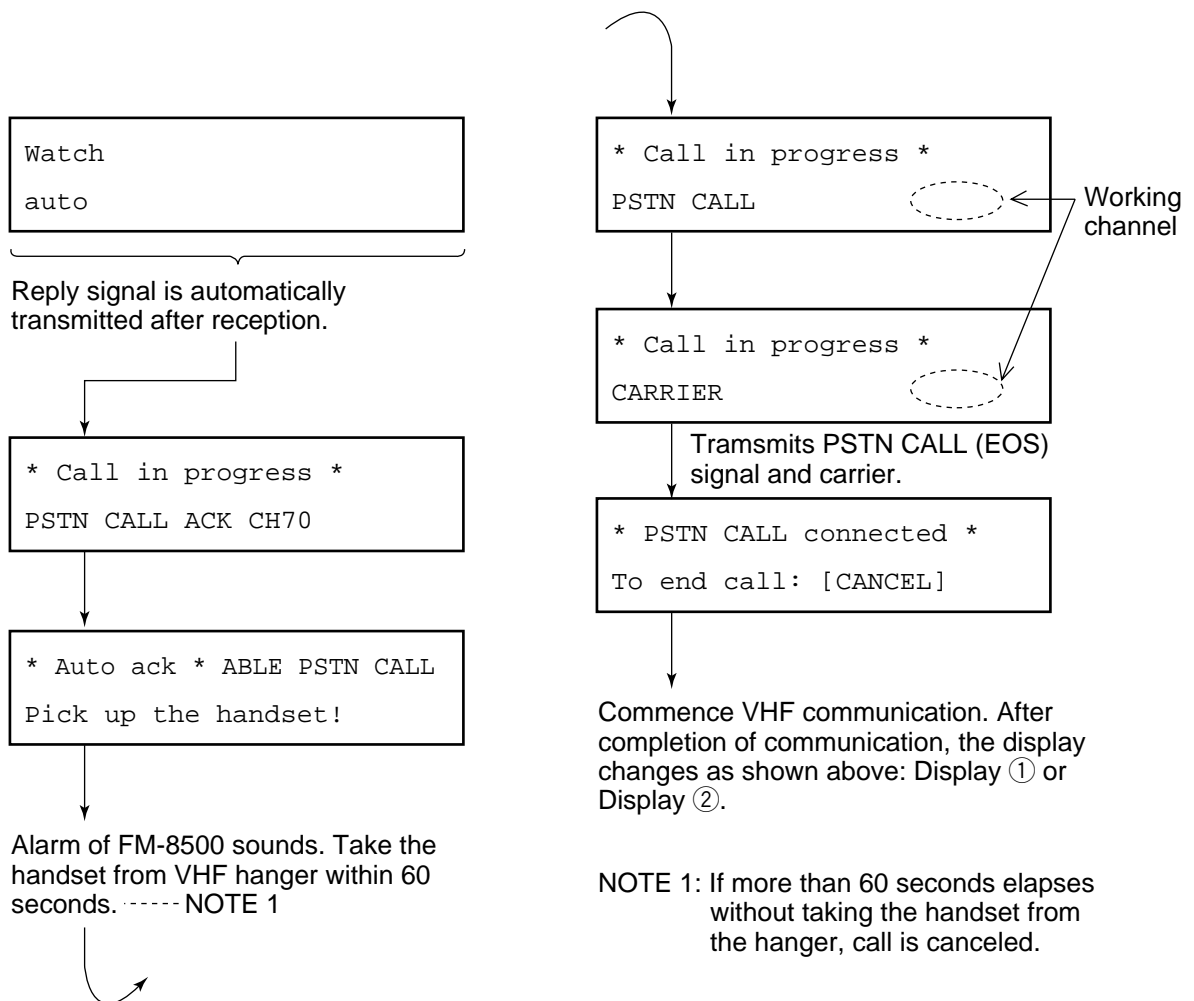 Watch
auto
Reply signal is automatically
transmitted after reception.
* Call in progress *
PSTN CALL ACK CH70
* Auto ack * ABLE PSTN CALL
Pick up the handset!
Alarm of FM-8500 sounds. Take the
handset from VHF hanger within 60
seconds. ------ NOTE 1
* Call in progress *
PSTN CALL
Working
channel
* Call in progress *
CARRIER
Tramsmits PSTN CALL (EOS)
signal and carrier.
* PSTN CALL connected *
To end call: [CANCEL]
Commence VHF communication. After
completion of communication, the display
changes as shown above: Display ① or
Display ②.
NOTE 1: If more than 60 seconds elapses
without taking the handset from
the hanger, call is canceled.